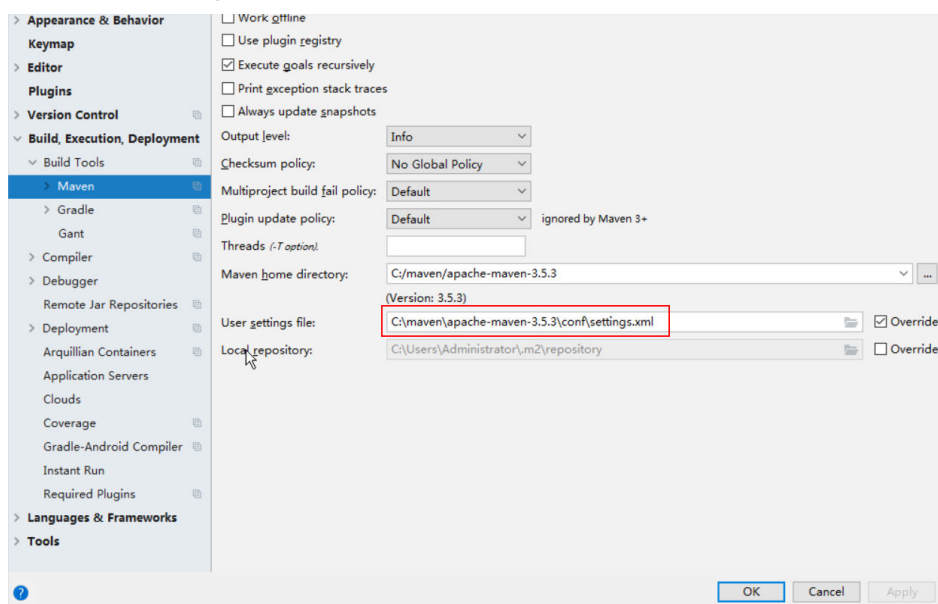 Appearance & Behavior
Keymap
Editor
Plugins
Version Control
Build, Execution, Deployment
Build Tools
Maven
Gradle
Gant
Compiler
Debugger
Remote Jar Repositories
Deployment
Arquillian Containers
Application Servers
Clouds
Coverage
Gradle-Android Compiler
Instant Run
Required Plugins
Languages & Frameworks
Tools
?
Work offline
Use plugin registry
Execute goals recursively
Print exception stack traces
Always update snapshots
Output level: Info
Checksum policy: No Global Policy
Multiproject build fail policy: Default
Plugin update policy: Default ignored by Maven 3+
Threads (-T option).
Maven home directory: C:/maven/apache-maven-3.5.3 ...
(Version: 3.5.3)
User settings file: C:\maven\apache-maven-3.5.3\conf\settings.xml Override
Local repository: C:\Users\Administrator\.m2\repository Override
OK Cancel Apply